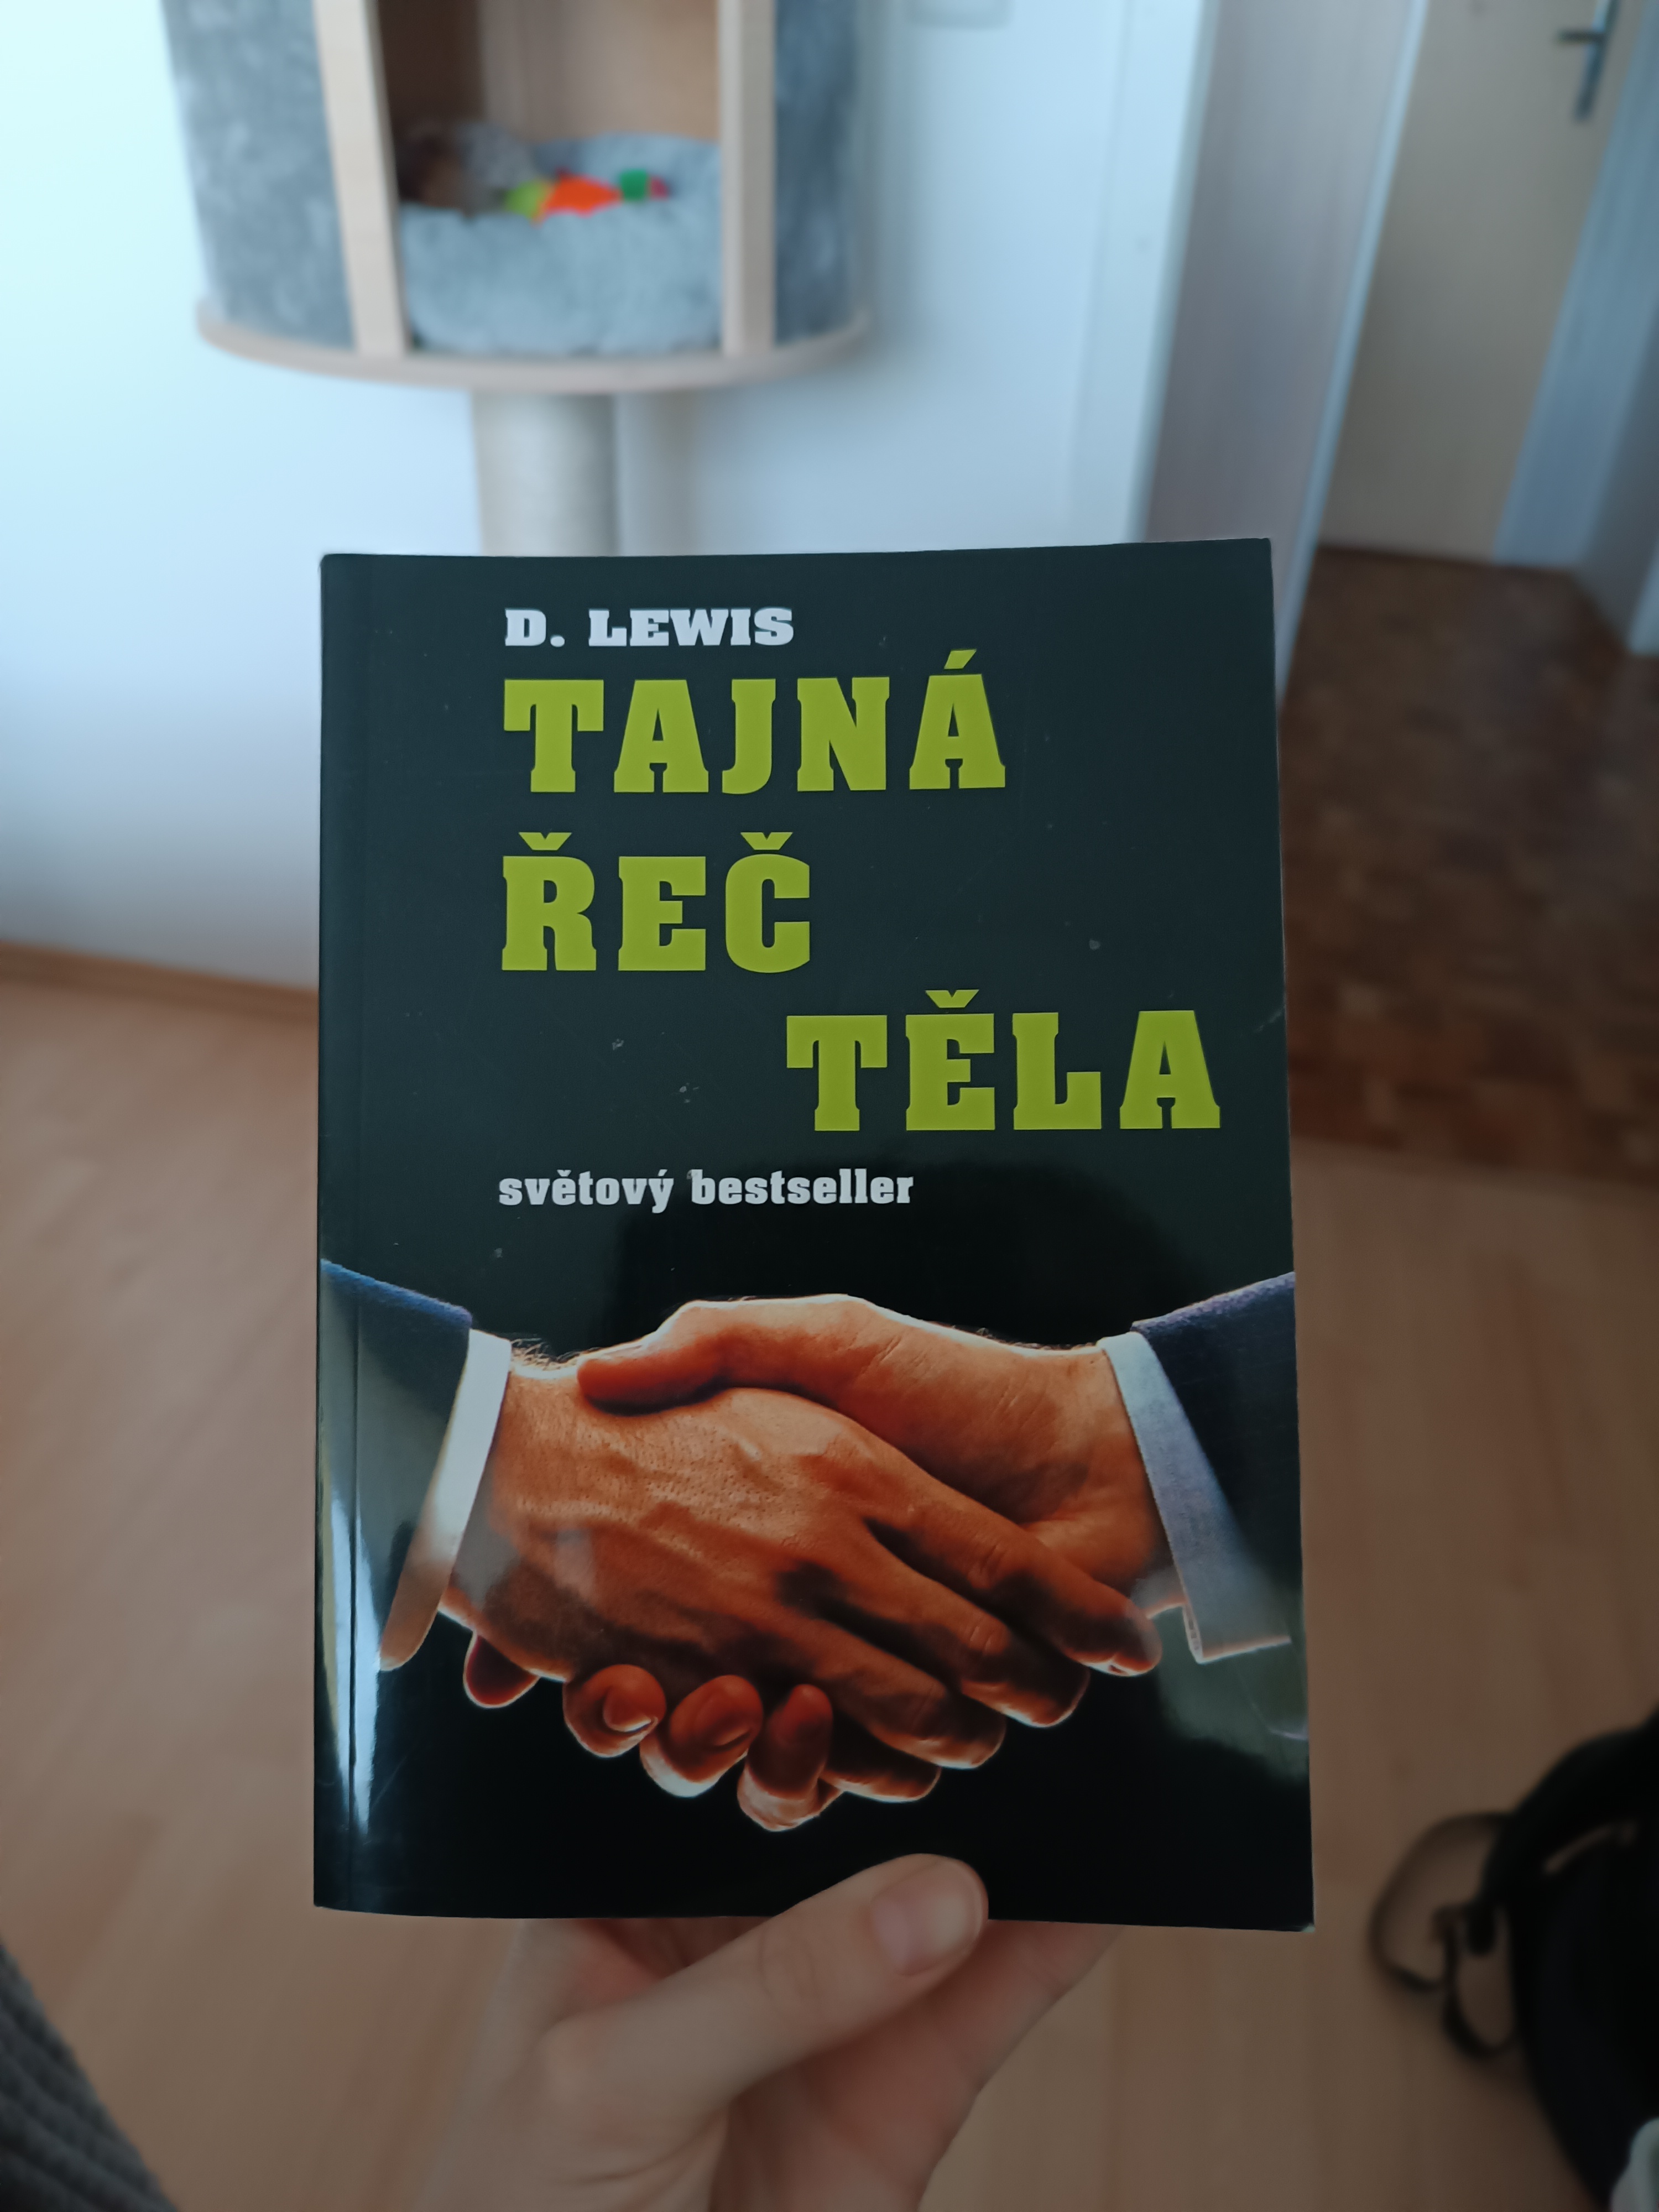 D. LEWIS
TAJNÁ
ŘEČ
TĚLA
světový bestseller